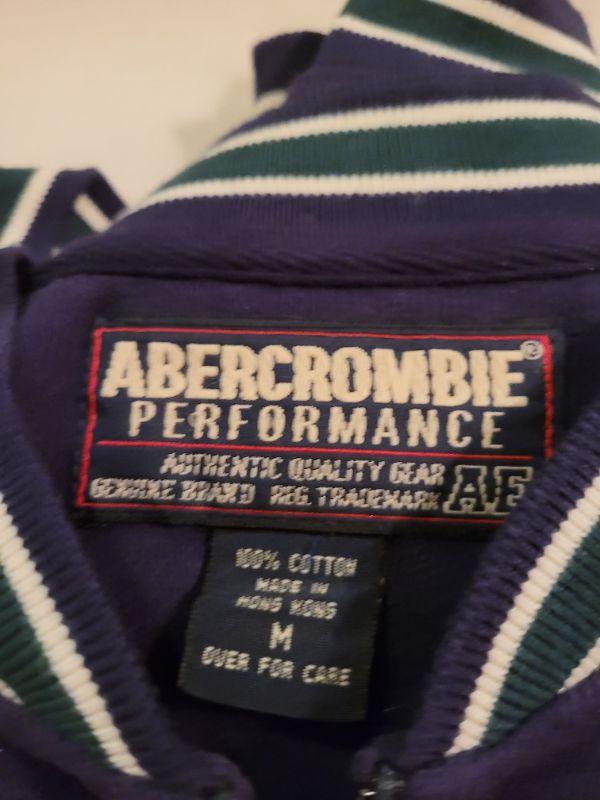 ABERCROMBIE®
PERFORMANCE
AUTHENTIC QUALITY GEAR
GENUINE BRAND REG. TRADEMARK
AF
100% COTTON
MADE IN
HONG KONG
M
OVER FOR CARE